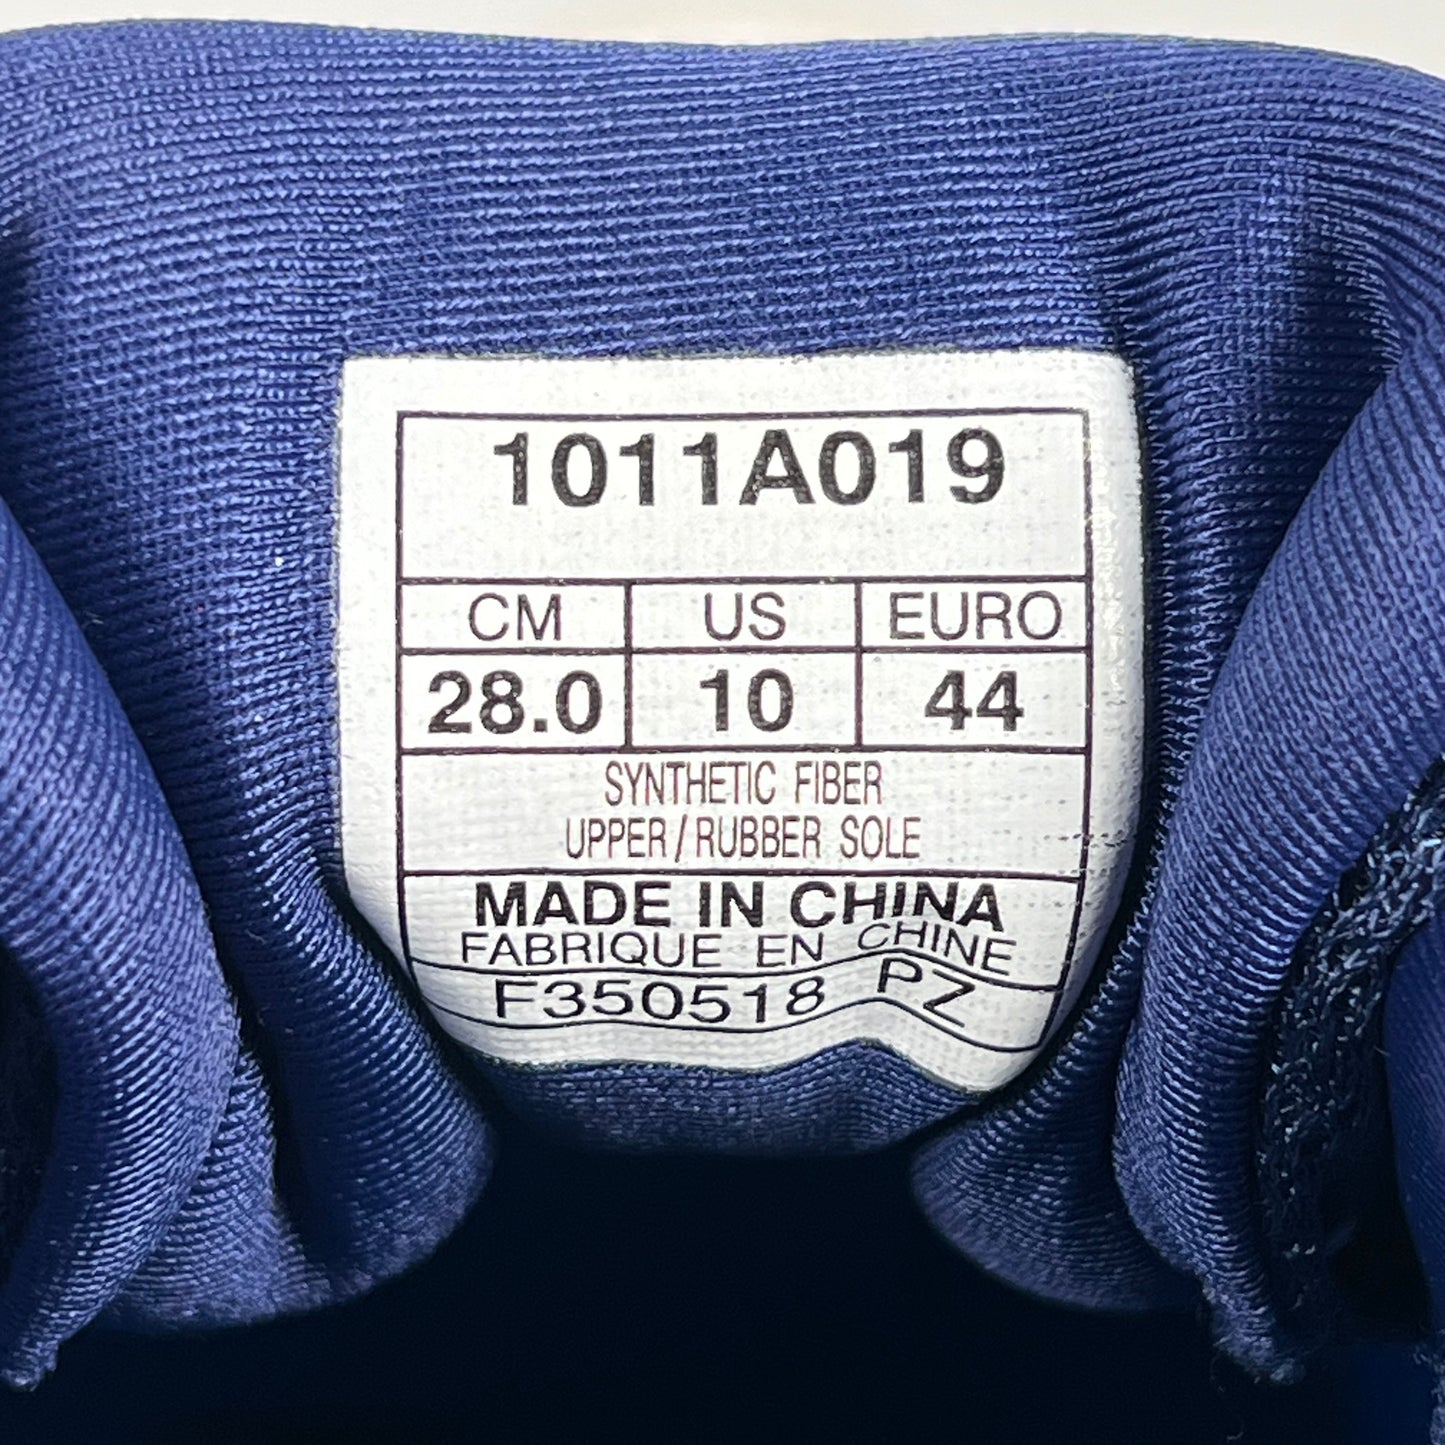 1011A019
CM US EURO
28.0 10 44
SYNTHETIC FIBER
UPPER/RUBBER SOLE
MADE IN CHINA
FABRIQUE EN CHINE
F350518 PZ